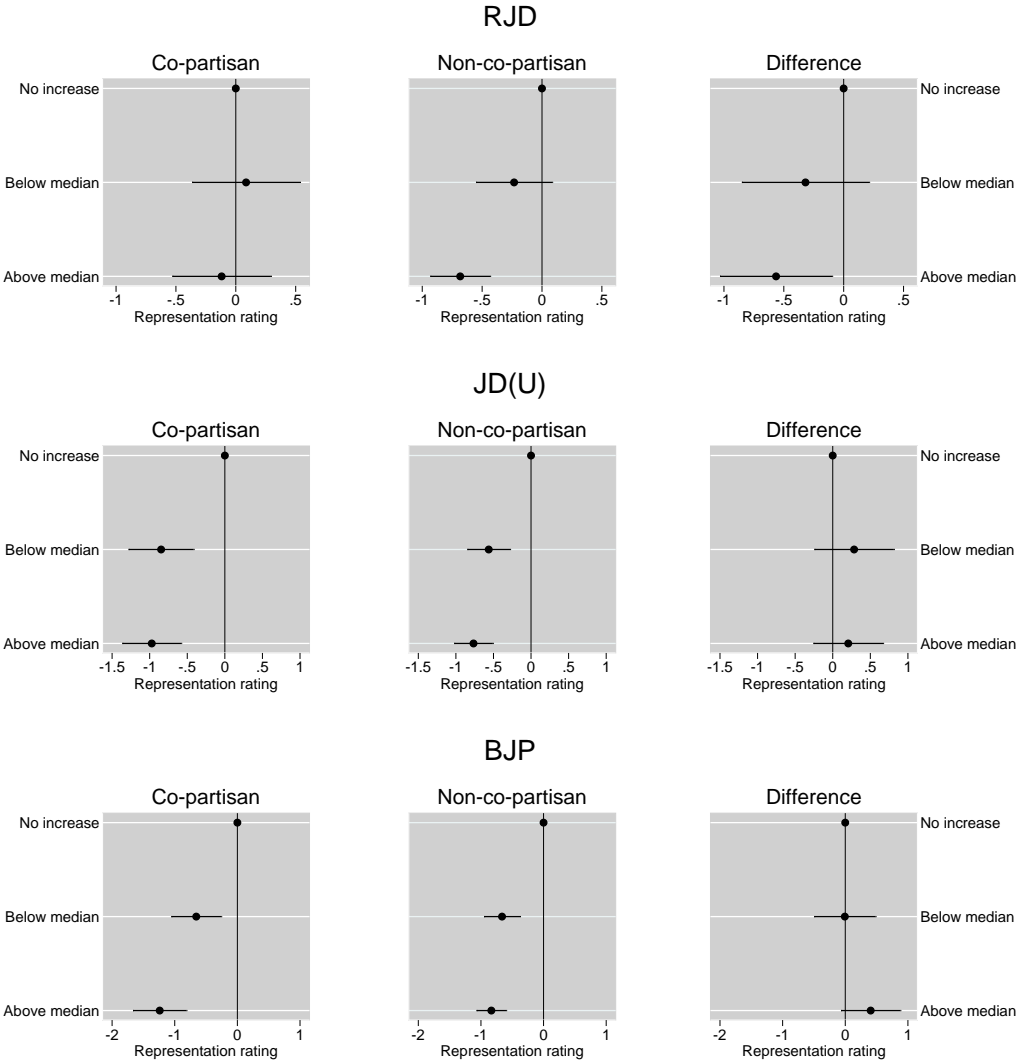 RJD
Co-partisan Non-co-partisan Difference
No increase No increase
Below median Below median
Above median Above median
-1 -.5 0 .5 -1 -.5 0 .5 -1 -.5 0 .5
Representation rating Representation rating Representation rating
JD(U)
Co-partisan Non-co-partisan Difference
No increase No increase
Below median Below median
Above median Above median
-1.5 -1 -.5 0 .5 1 -1.5 -1 -.5 0 .5 1 -1.5 -1 -.5 0 .5 1
Representation rating Representation rating Representation rating
BJP
Co-partisan Non-co-partisan Difference
No increase No increase
Below median Below median
Above median Above median
-2 -1 0 1 -2 -1 0 1 -2 -1 0 1
Representation rating Representation rating Representation rating